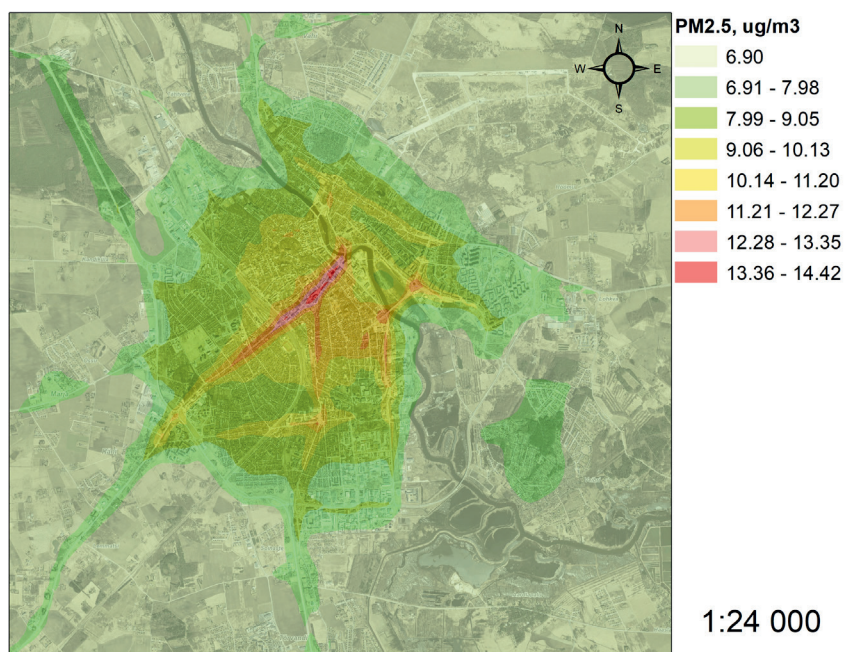 PM2.5, ug/m3
N
W E
S
6.90
6.91 - 7.98
7.99 - 9.05
9.06 - 10.13
10.14 - 11.20
11.21 - 12.27
12.28 - 13.35
13.36 - 14.42
1:24 000